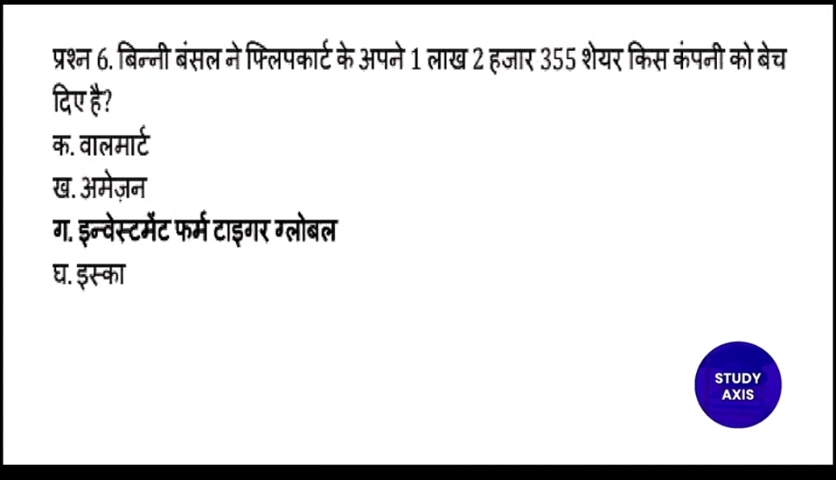 प्रश्न 6. बिन्नी बंसल ने फ्लिपकार्ट के अपने 1 लाख 2 हजार 355 शेयर किस कंपनी को बेच
दिए है?
क. वालमार्ट
ख. अमेज़न
ग. इन्वेस्टमेंट फर्म टाइगर ग्लोबल
घ. इस्का
STUDY
AXIS